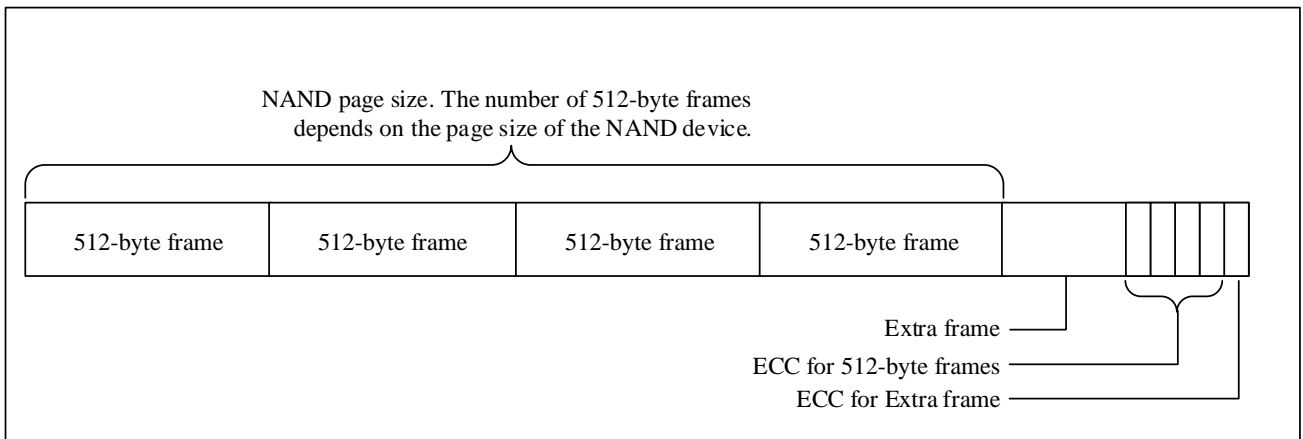 NAND page size. The number of 512-byte frames
depends on the page size of the NAND device.
512-byte frame
512-byte frame
512-byte frame
512-byte frame
Extra frame
ECC for 512-byte frames
ECC for Extra frame